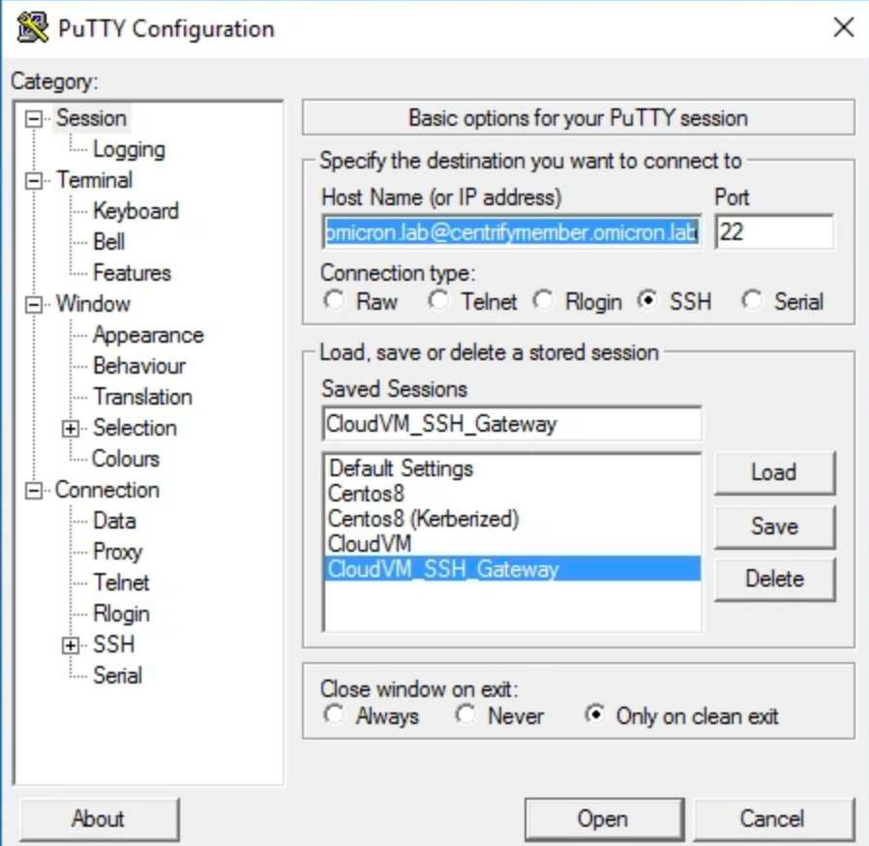 PuTTY Configuration
Category:
Session
Logging
Terminal
Keyboard
Bell
Features
Window
Appearance
Behaviour
Translation
Selection
Colours
Connection
Data
Proxy
Telnet
Rlogin
SSH
Serial
Basic options for your PuTTY session
Specify the destination you want to connect to
Host Name (or IP address) Port
omicron.lab@centrifymember.omicron.lab 22
Connection type:
Raw Telnet Rlogin SSH Serial
Load, save or delete a stored session
Saved Sessions
CloudVM_SSH_Gateway
Default Settings
Centos8
Centos8 (Kerberized)
CloudVM
CloudVM_SSH_Gateway
Load
Save
Delete
Close window on exit:
Always Never Only on clean exit
About Open Cancel